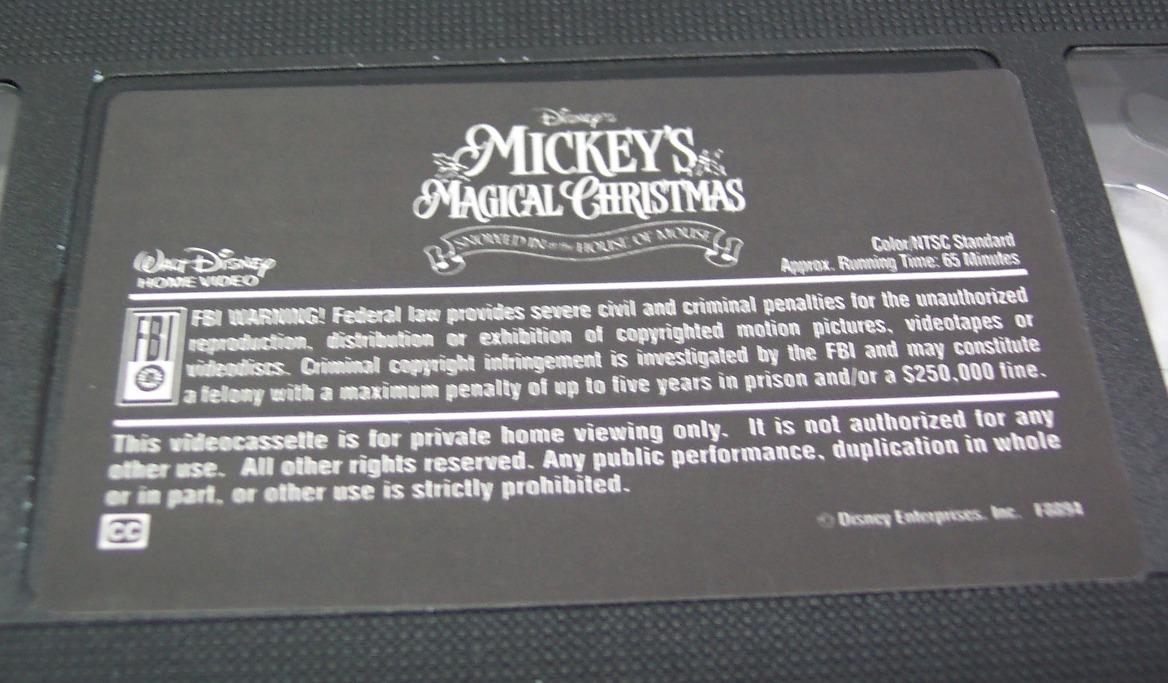 Disney's
MICKEY'S
MAGICAL CHRISTMAS
SNOWED IN at the HOUSE OF MOUSE
WALT DISNEY
HOME VIDEO
Color/NTSC Standard
Approx. Running Time: 65 Minutes
FBI WARNING! Federal law provides severe civil and criminal penalties for the unauthorized
reproduction, distribution or exhibition of copyrighted motion pictures, videotapes or
videodiscs. Criminal copyright infringement is investigated by the FBI and may constitute
a felony with a maximum penalty of up to five years in prison and/or a $250,000 fine.
This videocassette is for private home viewing only. It is not authorized for any
other use. All other rights reserved. Any public performance, duplication in whole
or in part, or other use is strictly prohibited.
CC
© Disney Enterprises, Inc.